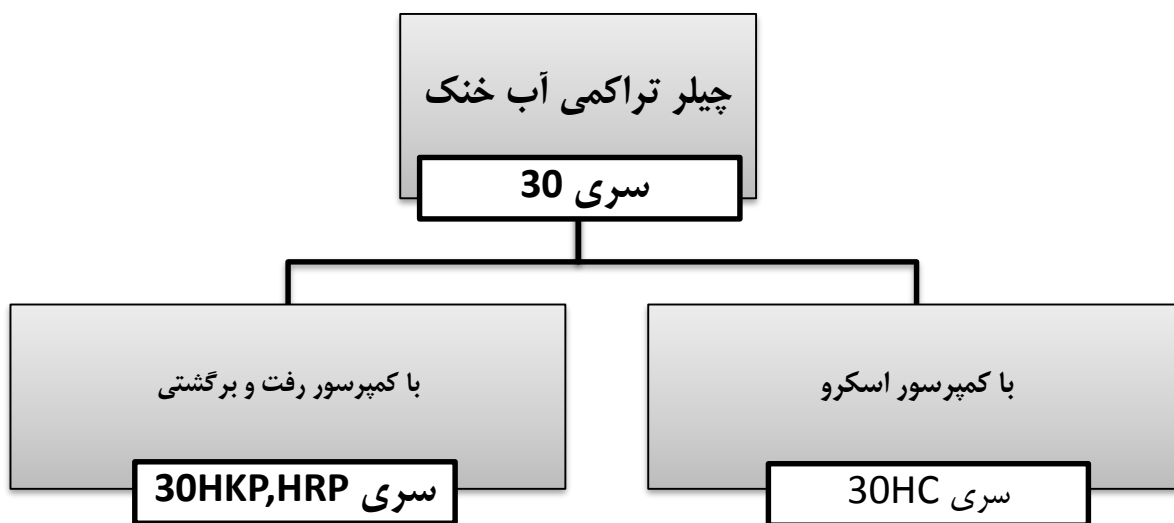 چیلر تراکمی آب خنک
سری 30
با کمپرسور اسکرو
سری 30HC
با کمپرسور رفت و برگشتی
سری 30HKP,HRP